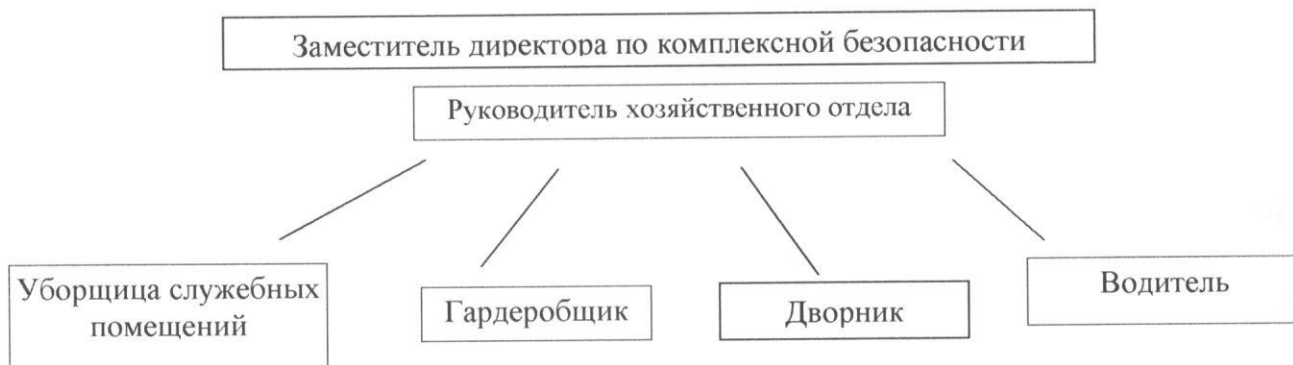 Заместитель директора по комплексной безопасности
Руководитель хозяйственного отдела
Уборщица служебных
помещений
Гардеробщик
Дворник
Водитель